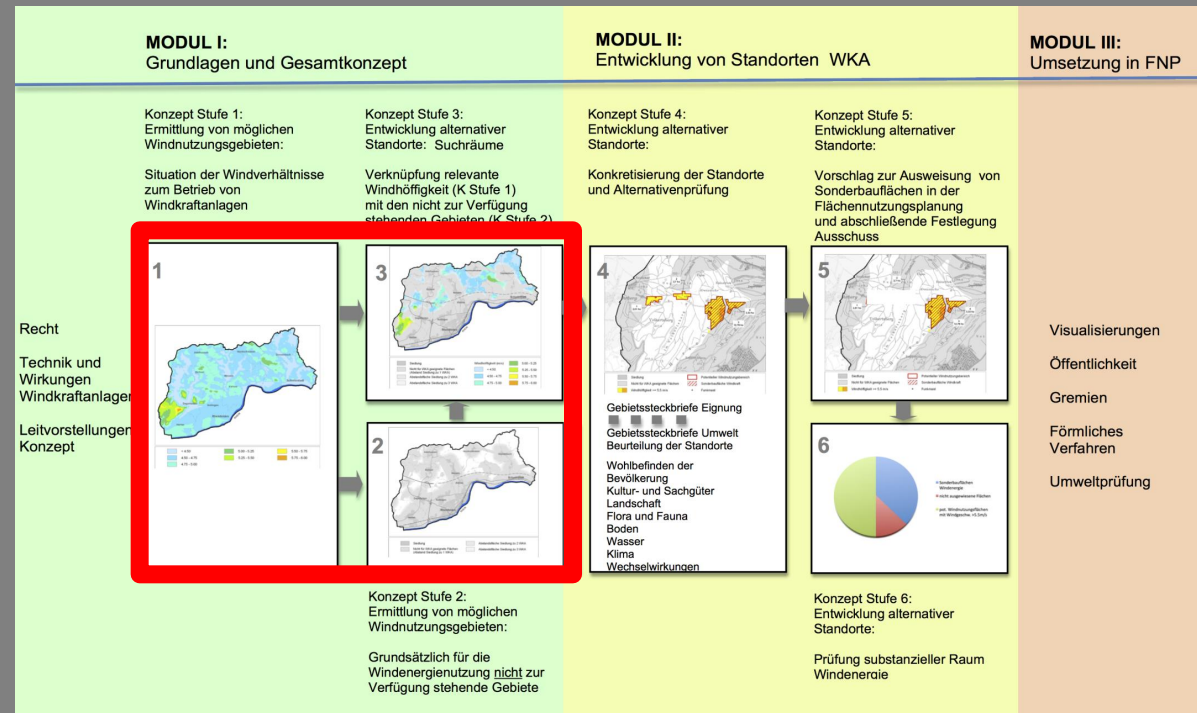 MODUL I:
Grundlagen und Gesamtkonzept
MODUL II:
Entwicklung von Standorten WKA
MODUL III:
Umsetzung in FNP
Recht
Technik und
Wirkungen
Windkraftanlagen
Leitvorstellungen
Konzept
Konzept Stufe 1:
Ermittlung von möglichen
Windnutzungsgebieten:
Situation der Windverhältnisse
zum Betrieb von
Windkraftanlagen
1
Konzept Stufe 3:
Entwicklung alternativer
Standorte: Suchräume
Verknüpfung relevante
Windhöffigkeit (K Stufe 1)
mit den nicht zur Verfügung
stehenden Gebieten (K Stufe 2)
3
2
Konzept Stufe 2:
Ermittlung von möglichen
Windnutzungsgebieten:
Grundsätzlich für die
Windenergienutzung nicht zur
Verfügung stehende Gebiete
Konzept Stufe 4:
Entwicklung alternativer
Standorte:
Konkretisierung der Standorte
und Alternativenprüfung
4
Gebietssteckbriefe Eignung
Gebietssteckbriefe Umwelt
Beurteilung der Standorte
Wohlbefinden der
Bevölkerung
Kultur- und Sachgüter
Landschaft
Flora und Fauna
Boden
Wasser
Klima
Wechselwirkungen
Konzept Stufe 5:
Entwicklung alternativer
Standorte:
Vorschlag zur Ausweisung von
Sonderbauflächen in der
Flächennutzungsplanung
und abschließende Festlegung
Ausschuss
5
6
Sonderbauflächen
Windenergie
nicht ausgewiesene Flächen
pot. Windnutzungsflächen
Konzept Stufe 6:
Entwicklung alternativer
Standorte:
Prüfung substanzieller Raum
Windenergie
Visualisierungen
Öffentlichkeit
Gremien
Förmliches
Verfahren
Umweltprüfung